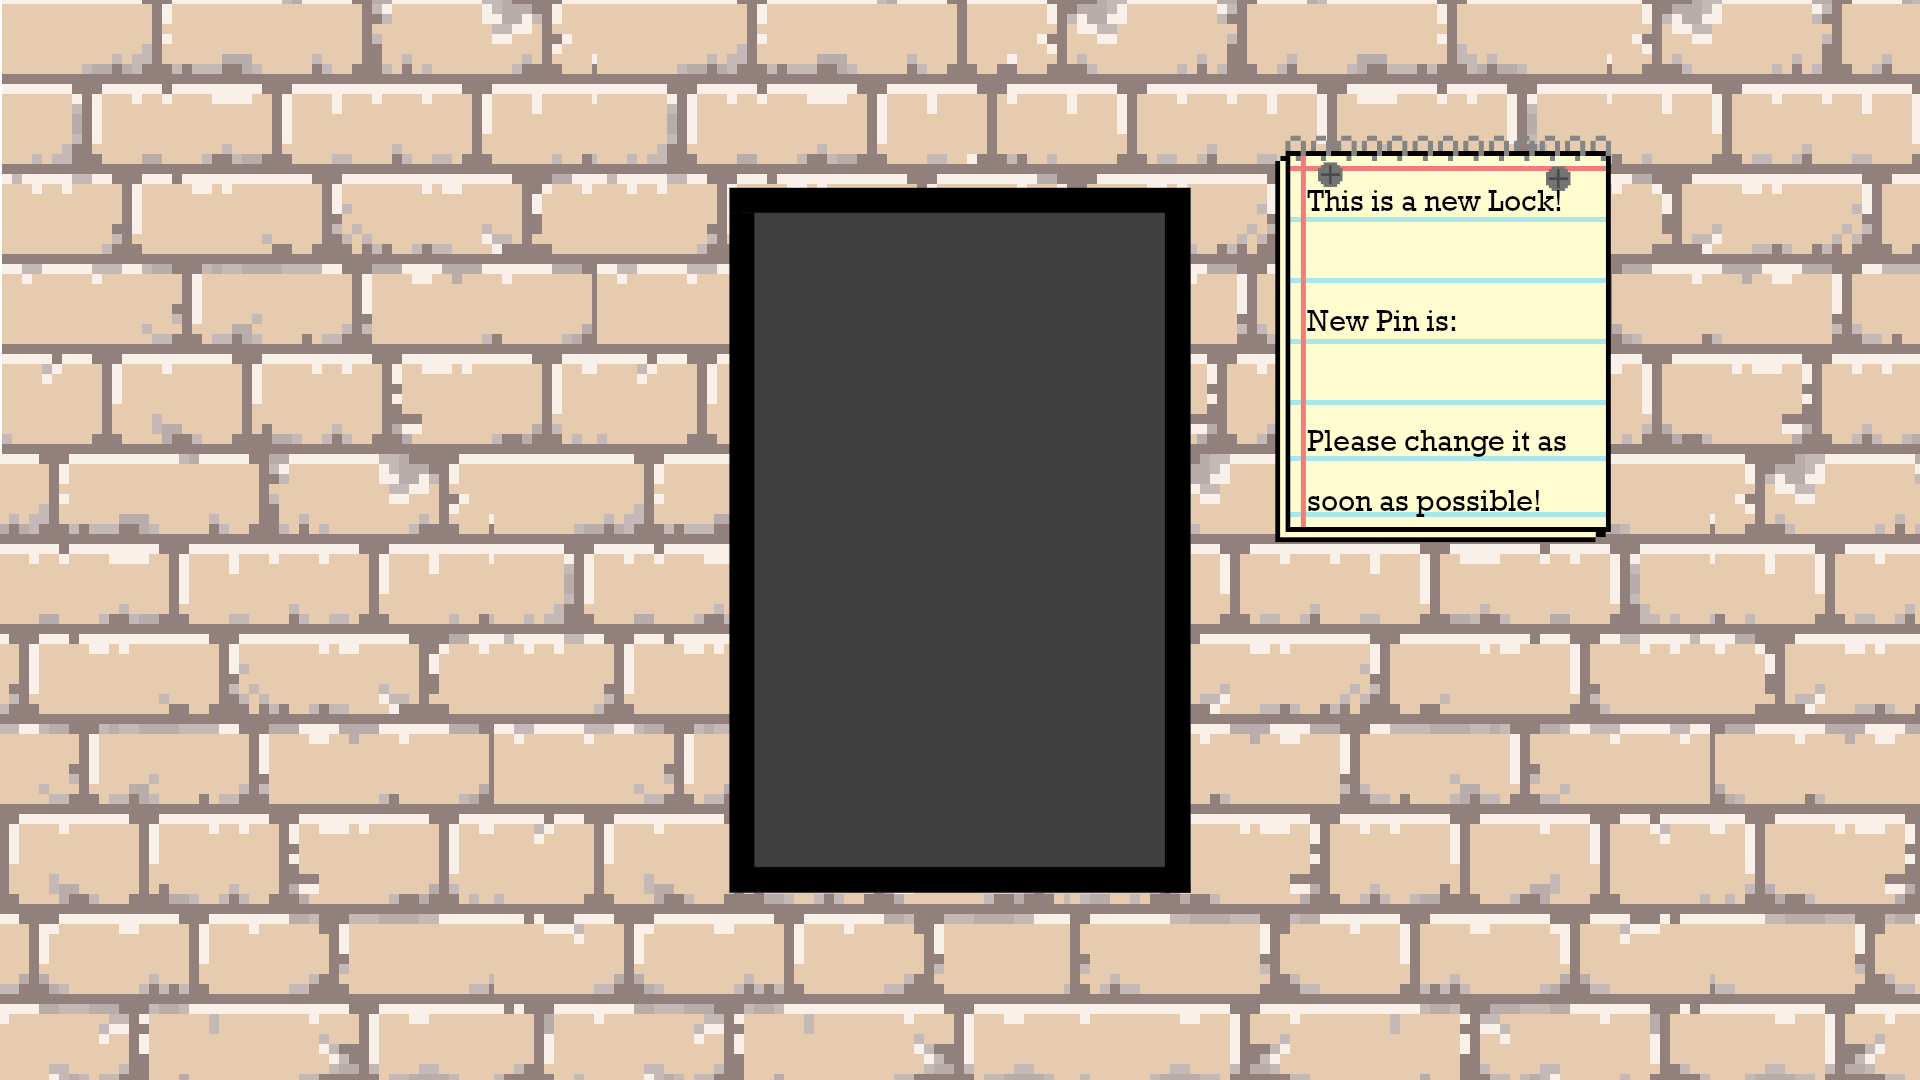 This is a new Lock!
New Pin is:
Please change it as
soon as possible!